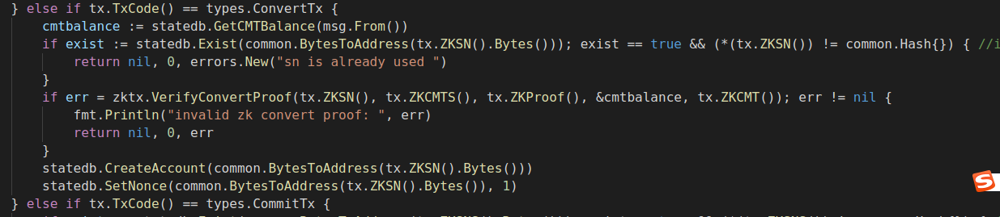 } else if tx.TxCode() == types.ConvertTx {
    cmtbalance := statedb.GetCMTBalance(msg.From())
    if exist := statedb.Exist(common.BytesToAddress(tx.ZKSN().Bytes())); exist == true && (*(tx.ZKSN()) != common.Hash{}) { //i
        return nil, 0, errors.New("sn is already used ")
    }
    if err = zktx.VerifyConvertProof(tx.ZKSN(), tx.ZKCMTS(), tx.ZKProof(), &cmtbalance, tx.ZKCMT()); err != nil {
        fmt.Println("invalid zk convert proof: ", err)
        return nil, 0, err
    }
    statedb.CreateAccount(common.BytesToAddress(tx.ZKSN().Bytes()))
    statedb.SetNonce(common.BytesToAddress(tx.ZKSN().Bytes()), 1)
} else if tx.TxCode() == types.CommitTx {